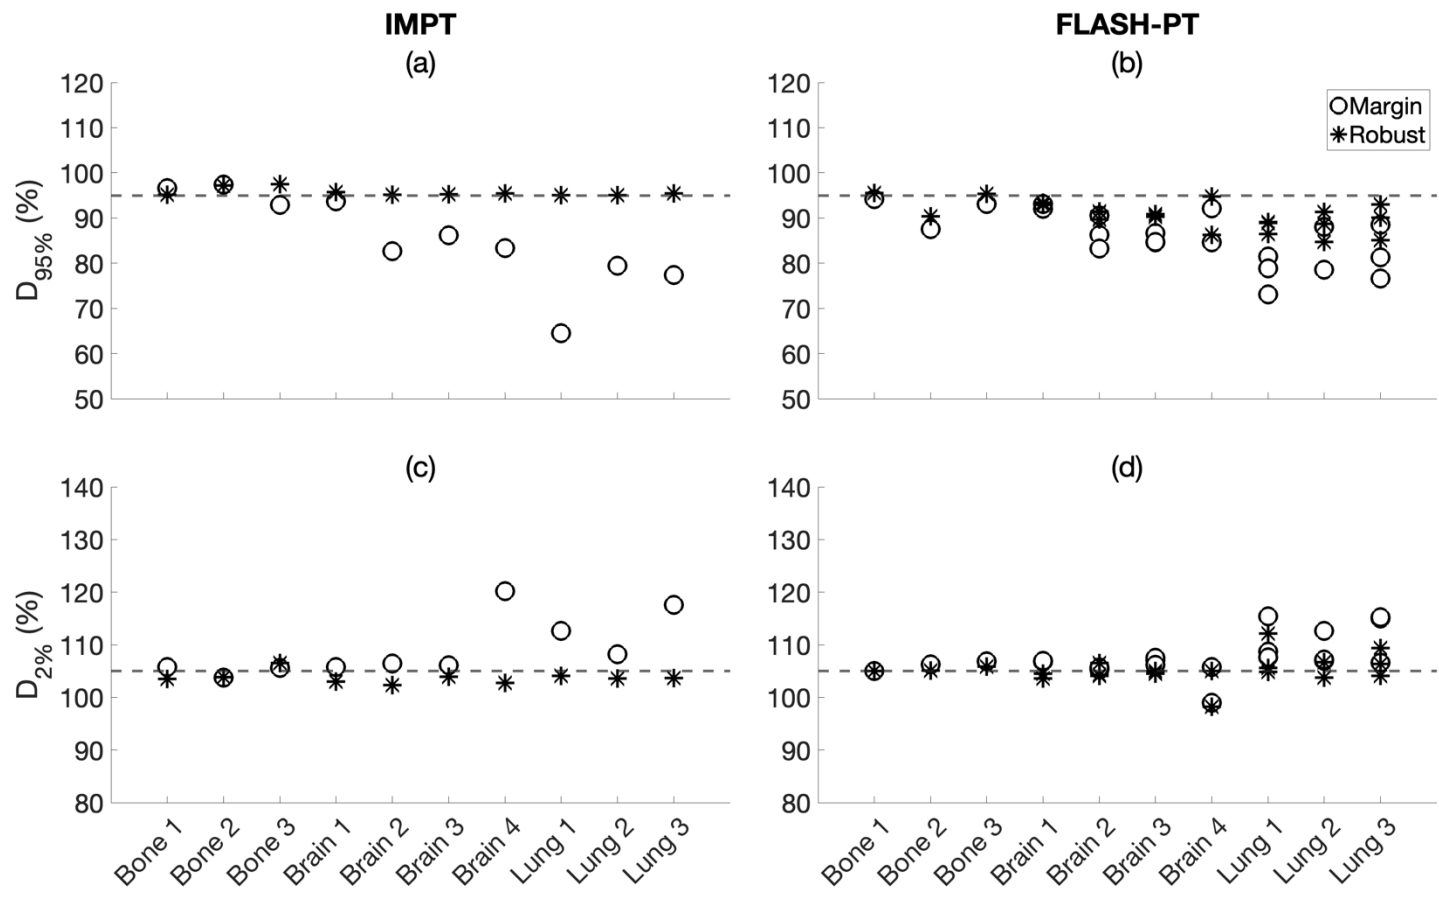 IMPT
FLASH-PT
(a)
(b)
120
110
100
90
80
70
60
50
D95% (%)
120
110
100
90
80
70
60
50
Margin
Robust
(c)
(d)
140
130
120
110
100
90
80
D2% (%)
140
130
120
110
100
90
80
Bone 1
Bone 2
Bone 3
Brain 1
Brain 2
Brain 3
Brain 4
Lung 1
Lung 2
Lung 3
Bone 1
Bone 2
Bone 3
Brain 1
Brain 2
Brain 3
Brain 4
Lung 1
Lung 2
Lung 3